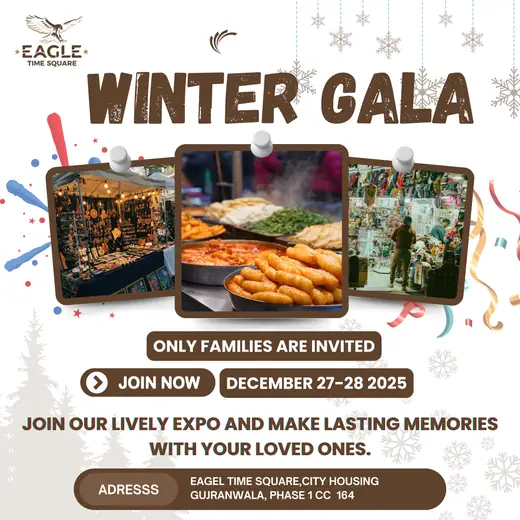 EAGLE
TIME SQUARE
WINTER GALA
ONLY FAMILIES ARE INVITED
JOIN NOW
DECEMBER 27-28 2025
JOIN OUR LIVELY EXPO AND MAKE LASTING MEMORIES
WITH YOUR LOVED ONES.
ADRESSS
EAGEL TIME SQUARE,CITY HOUSING
GUJRANWALA, PHASE 1 CC 164